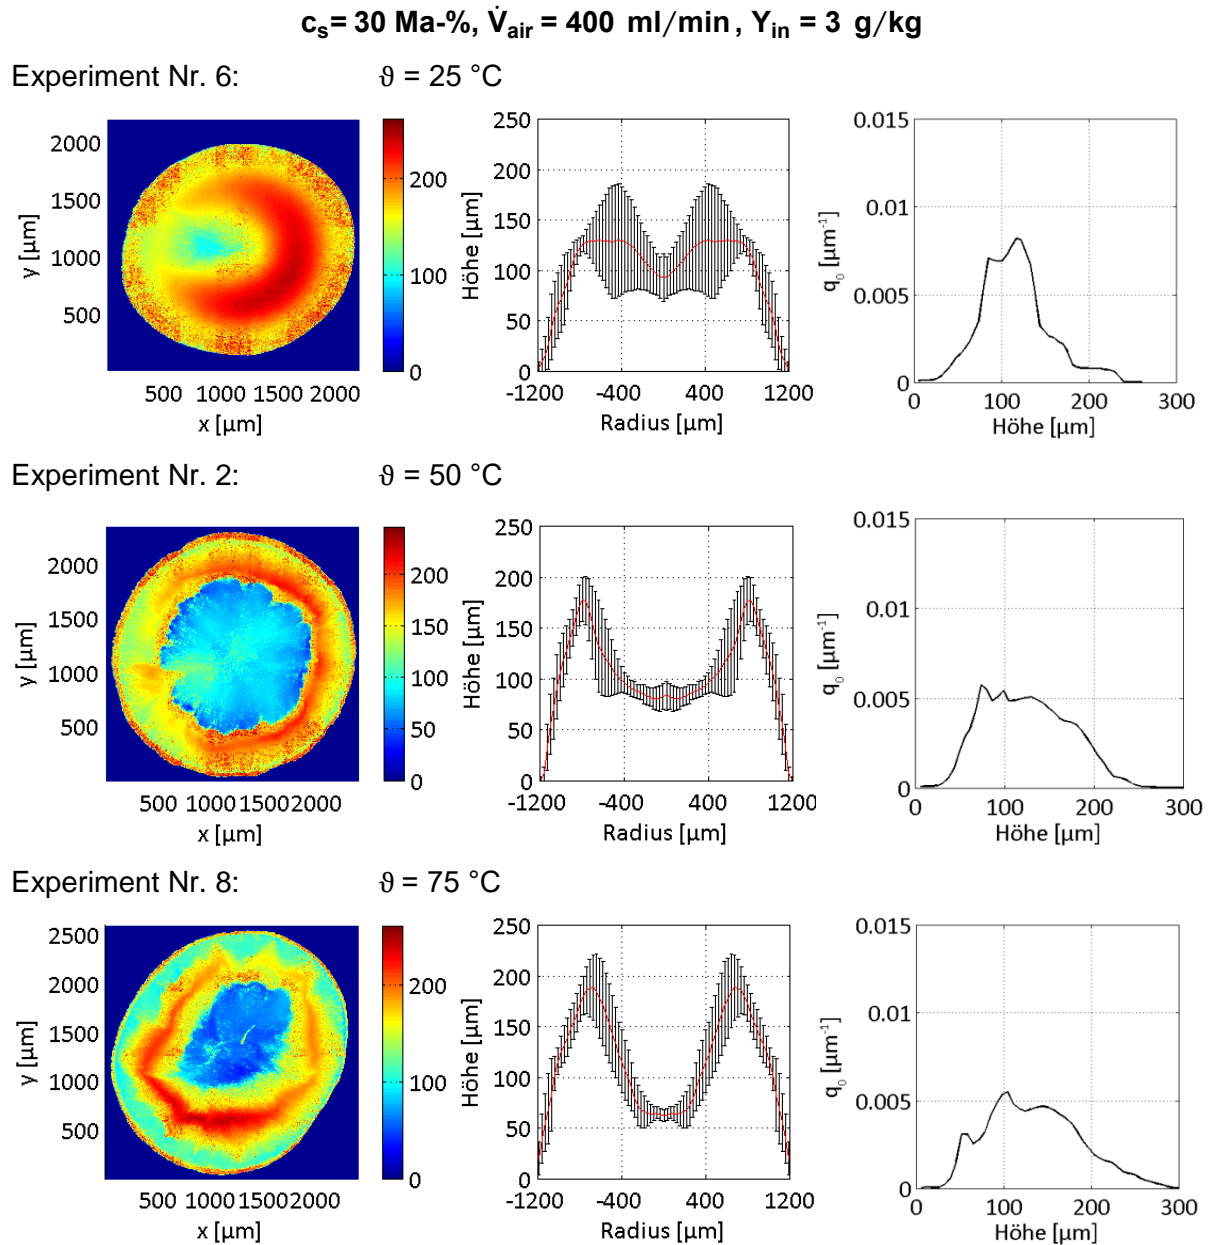 c_s= 30 Ma-%, V̇_air = 400 ml/min, Y_in = 3 g/kg
Experiment Nr. 6: ϑ = 25 °C
2000
1500
1000
500
y [µm]
500 1000 1500 2000
x [µm]
200
100
0
250
200
150
100
50
0
Höhe [µm]
-1200 -400 400 1200
Radius [µm]
0.015
0.01
0.005
0
q₀ [µm⁻¹]
0 100 200 300
Höhe [µm]
Experiment Nr. 2: ϑ = 50 °C
2000
1500
1000
500
y [µm]
500 1000 1500 2000
x [µm]
200
150
100
50
0
250
200
150
100
50
0
Höhe [µm]
-1200 -400 400 1200
Radius [µm]
0.015
0.01
0.005
0
q₀ [µm⁻¹]
0 100 200 300
Höhe [µm]
Experiment Nr. 8: ϑ = 75 °C
2500
2000
1500
1000
500
y [µm]
500 1000 1500 2000
x [µm]
200
100
0
250
200
150
100
50
0
Höhe [µm]
-1200 -400 400 1200
Radius [µm]
0.015
0.01
0.005
0
q₀ [µm⁻¹]
0 100 200 300
Höhe [µm]